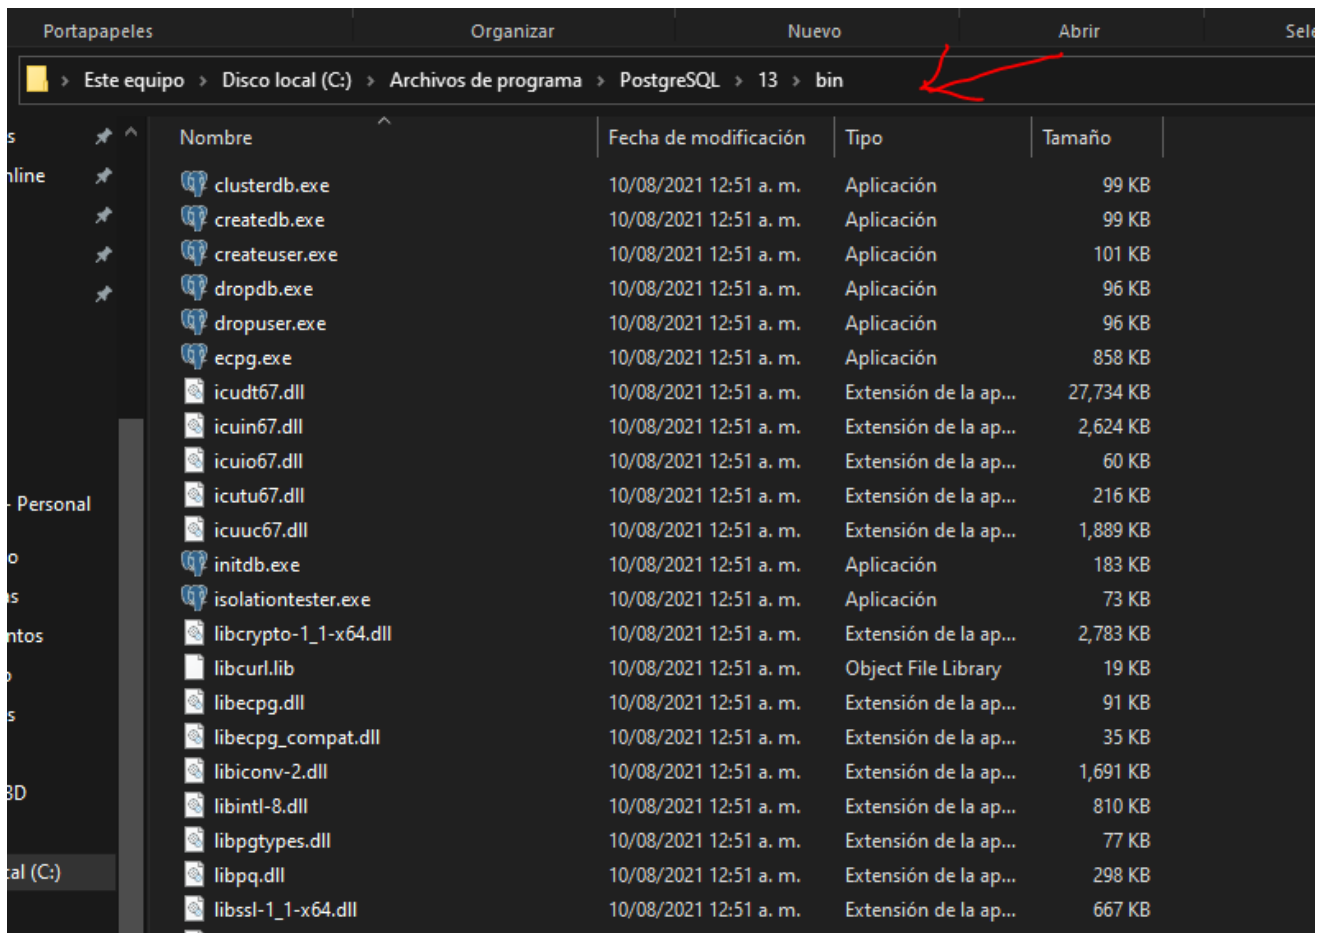 Portapapeles Organizar Nuevo Abrir
Este equipo > Disco local (C:) > Archivos de programa > PostgreSQL > 13 > bin
Nombre Fecha de modificación Tipo Tamaño
clusterdb.exe 10/08/2021 12:51 a. m. Aplicación 99 KB
createdb.exe 10/08/2021 12:51 a. m. Aplicación 99 KB
createuser.exe 10/08/2021 12:51 a. m. Aplicación 101 KB
dropdb.exe 10/08/2021 12:51 a. m. Aplicación 96 KB
dropuser.exe 10/08/2021 12:51 a. m. Aplicación 96 KB
ecpg.exe 10/08/2021 12:51 a. m. Aplicación 858 KB
icudt67.dll 10/08/2021 12:51 a. m. Extensión de la ap... 27,734 KB
icuin67.dll 10/08/2021 12:51 a. m. Extensión de la ap... 2,624 KB
icuio67.dll 10/08/2021 12:51 a. m. Extensión de la ap... 60 KB
icutu67.dll 10/08/2021 12:51 a. m. Extensión de la ap... 216 KB
- Personal icuuc67.dll 10/08/2021 12:51 a. m. Extensión de la ap... 1,889 KB
initdb.exe 10/08/2021 12:51 a. m. Aplicación 183 KB
isolationtester.exe 10/08/2021 12:51 a. m. Aplicación 73 KB
ntos libcrypto-1_1-x64.dll 10/08/2021 12:51 a. m. Extensión de la ap... 2,783 KB
libcurl.lib 10/08/2021 12:51 a. m. Object File Library 19 KB
libecpg.dll 10/08/2021 12:51 a. m. Extensión de la ap... 91 KB
libecpg_compat.dll 10/08/2021 12:51 a. m. Extensión de la ap... 35 KB
libiconv-2.dll 10/08/2021 12:51 a. m. Extensión de la ap... 1,691 KB
libintl-8.dll 10/08/2021 12:51 a. m. Extensión de la ap... 810 KB
libpgtypes.dll 10/08/2021 12:51 a. m. Extensión de la ap... 77 KB
cal (C:) libpq.dll 10/08/2021 12:51 a. m. Extensión de la ap... 298 KB
libssl-1_1-x64.dll 10/08/2021 12:51 a. m. Extensión de la ap... 667 KB